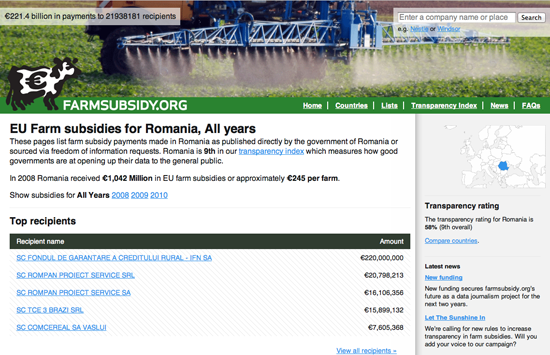 €221.4 billion in payments to 21938181 recipients
Enter a company name or place Search
e.g. Nestlé or Windsor
€
FARMSUBSIDY.ORG
Home | Countries | Lists | Transparency Index | News | FAQs
EU Farm subsidies for Romania, All years
These pages list farm subsidy payments made in Romania as published directly by the government of Romania or
sourced via freedom of information requests. Romania is 9th in our transparency index which measures how good
governments are at opening up their data to the general public.
In 2008 Romania received €1,042 Million in EU farm subsidies or approximately €245 per farm.
Show subsidies for All Years 2008 2009 2010
Top recipients
Recipient name Amount
SC FONDUL DE GARANTARE A CREDITULUI RURAL - IFN SA €220,000,000
SC ROMPAN PROIECT SERVICE SRL €20,798,213
SC ROMPAN PROIECT SERVICE SA €16,106,356
SC TCE 3 BRAZI SRL €15,899,132
SC COMCEREAL SA VASLUI €7,605,368
View all recipients »
Transparency rating
The transparency rating for Romania is
58% (9th overall)
Compare countries.
Latest news
New funding
New funding secures farmsubsidy.org's
future as a data journalism project for the
next two years.
Let The Sunshine In
We're calling for new rules to increase
transparency in farm subsidies. Will you
add your voice to our campaign?